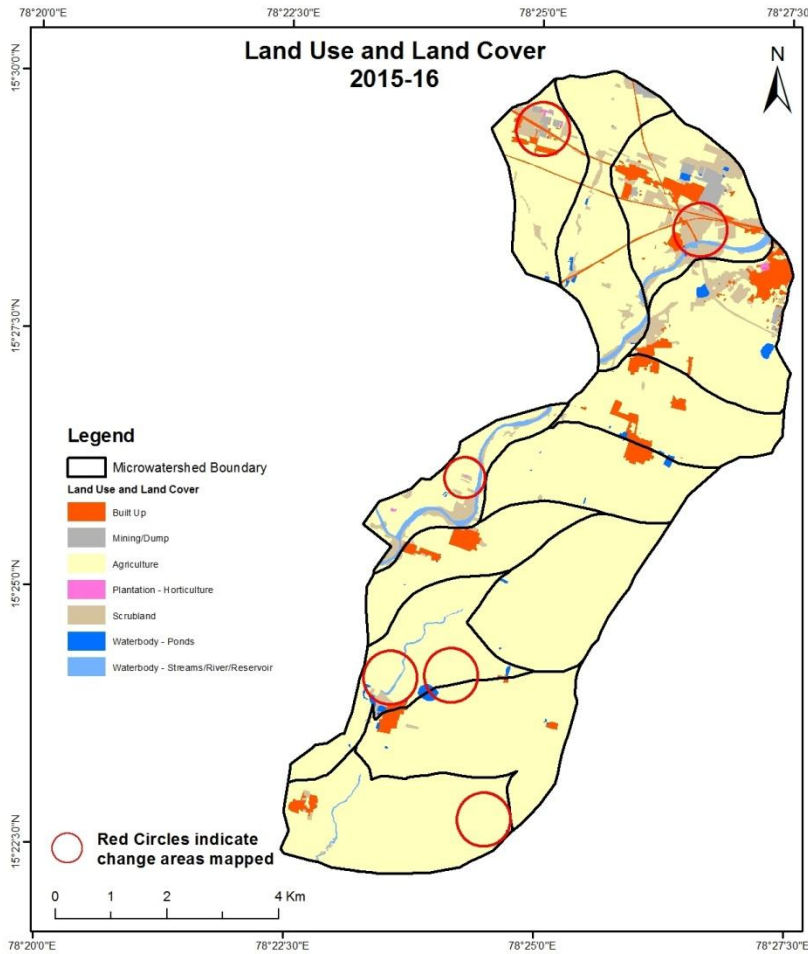 78°20'0"E 78°22'30"E 78°25'0"E 78°27'30"E
Land Use and Land Cover
2015-16
N
15°30'0"N
15°27'30"N
15°25'0"N
15°22'30"N
Legend
Microwatershed Boundary
Land Use and Land Cover
Built Up
Mining/Dump
Agriculture
Plantation - Horticulture
Scrubland
Waterbody - Ponds
Waterbody - Streams/River/Reservoir
Red Circles indicate
change areas mapped
0 1 2 4 Km
78°20'0"E 78°22'30"E 78°25'0"E 78°27'30"E